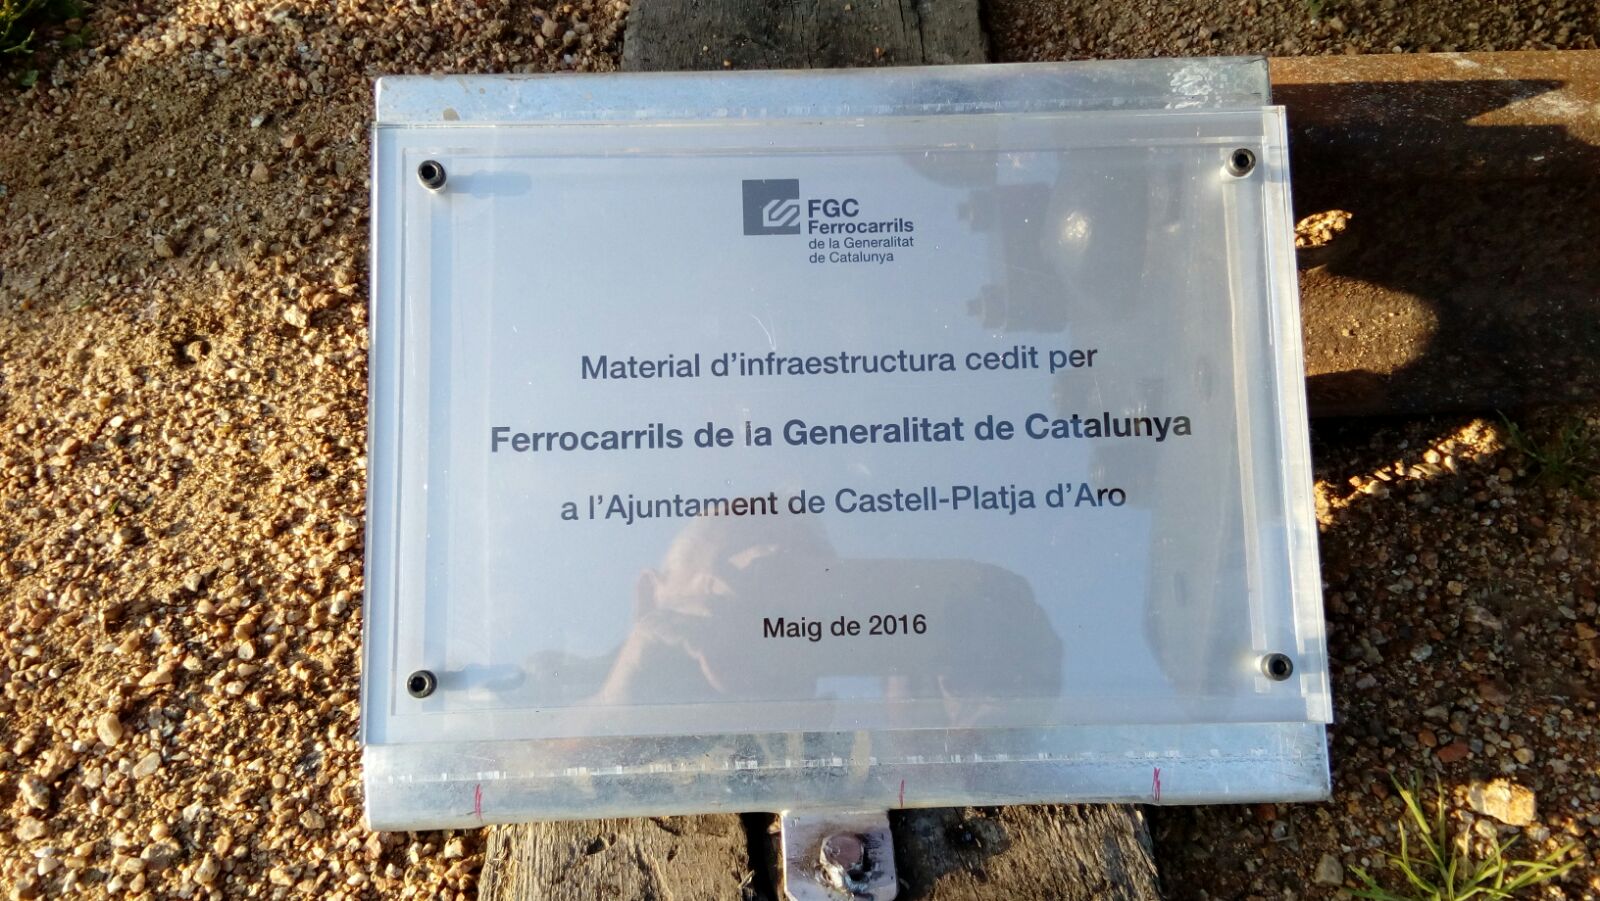 FGC
Ferrocarrils
de la Generalitat
de Catalunya
Material d'infraestructura cedit per
Ferrocarrils de la Generalitat de Catalunya
a l'Ajuntament de Castell-Platja d'Aro
Maig de 2016